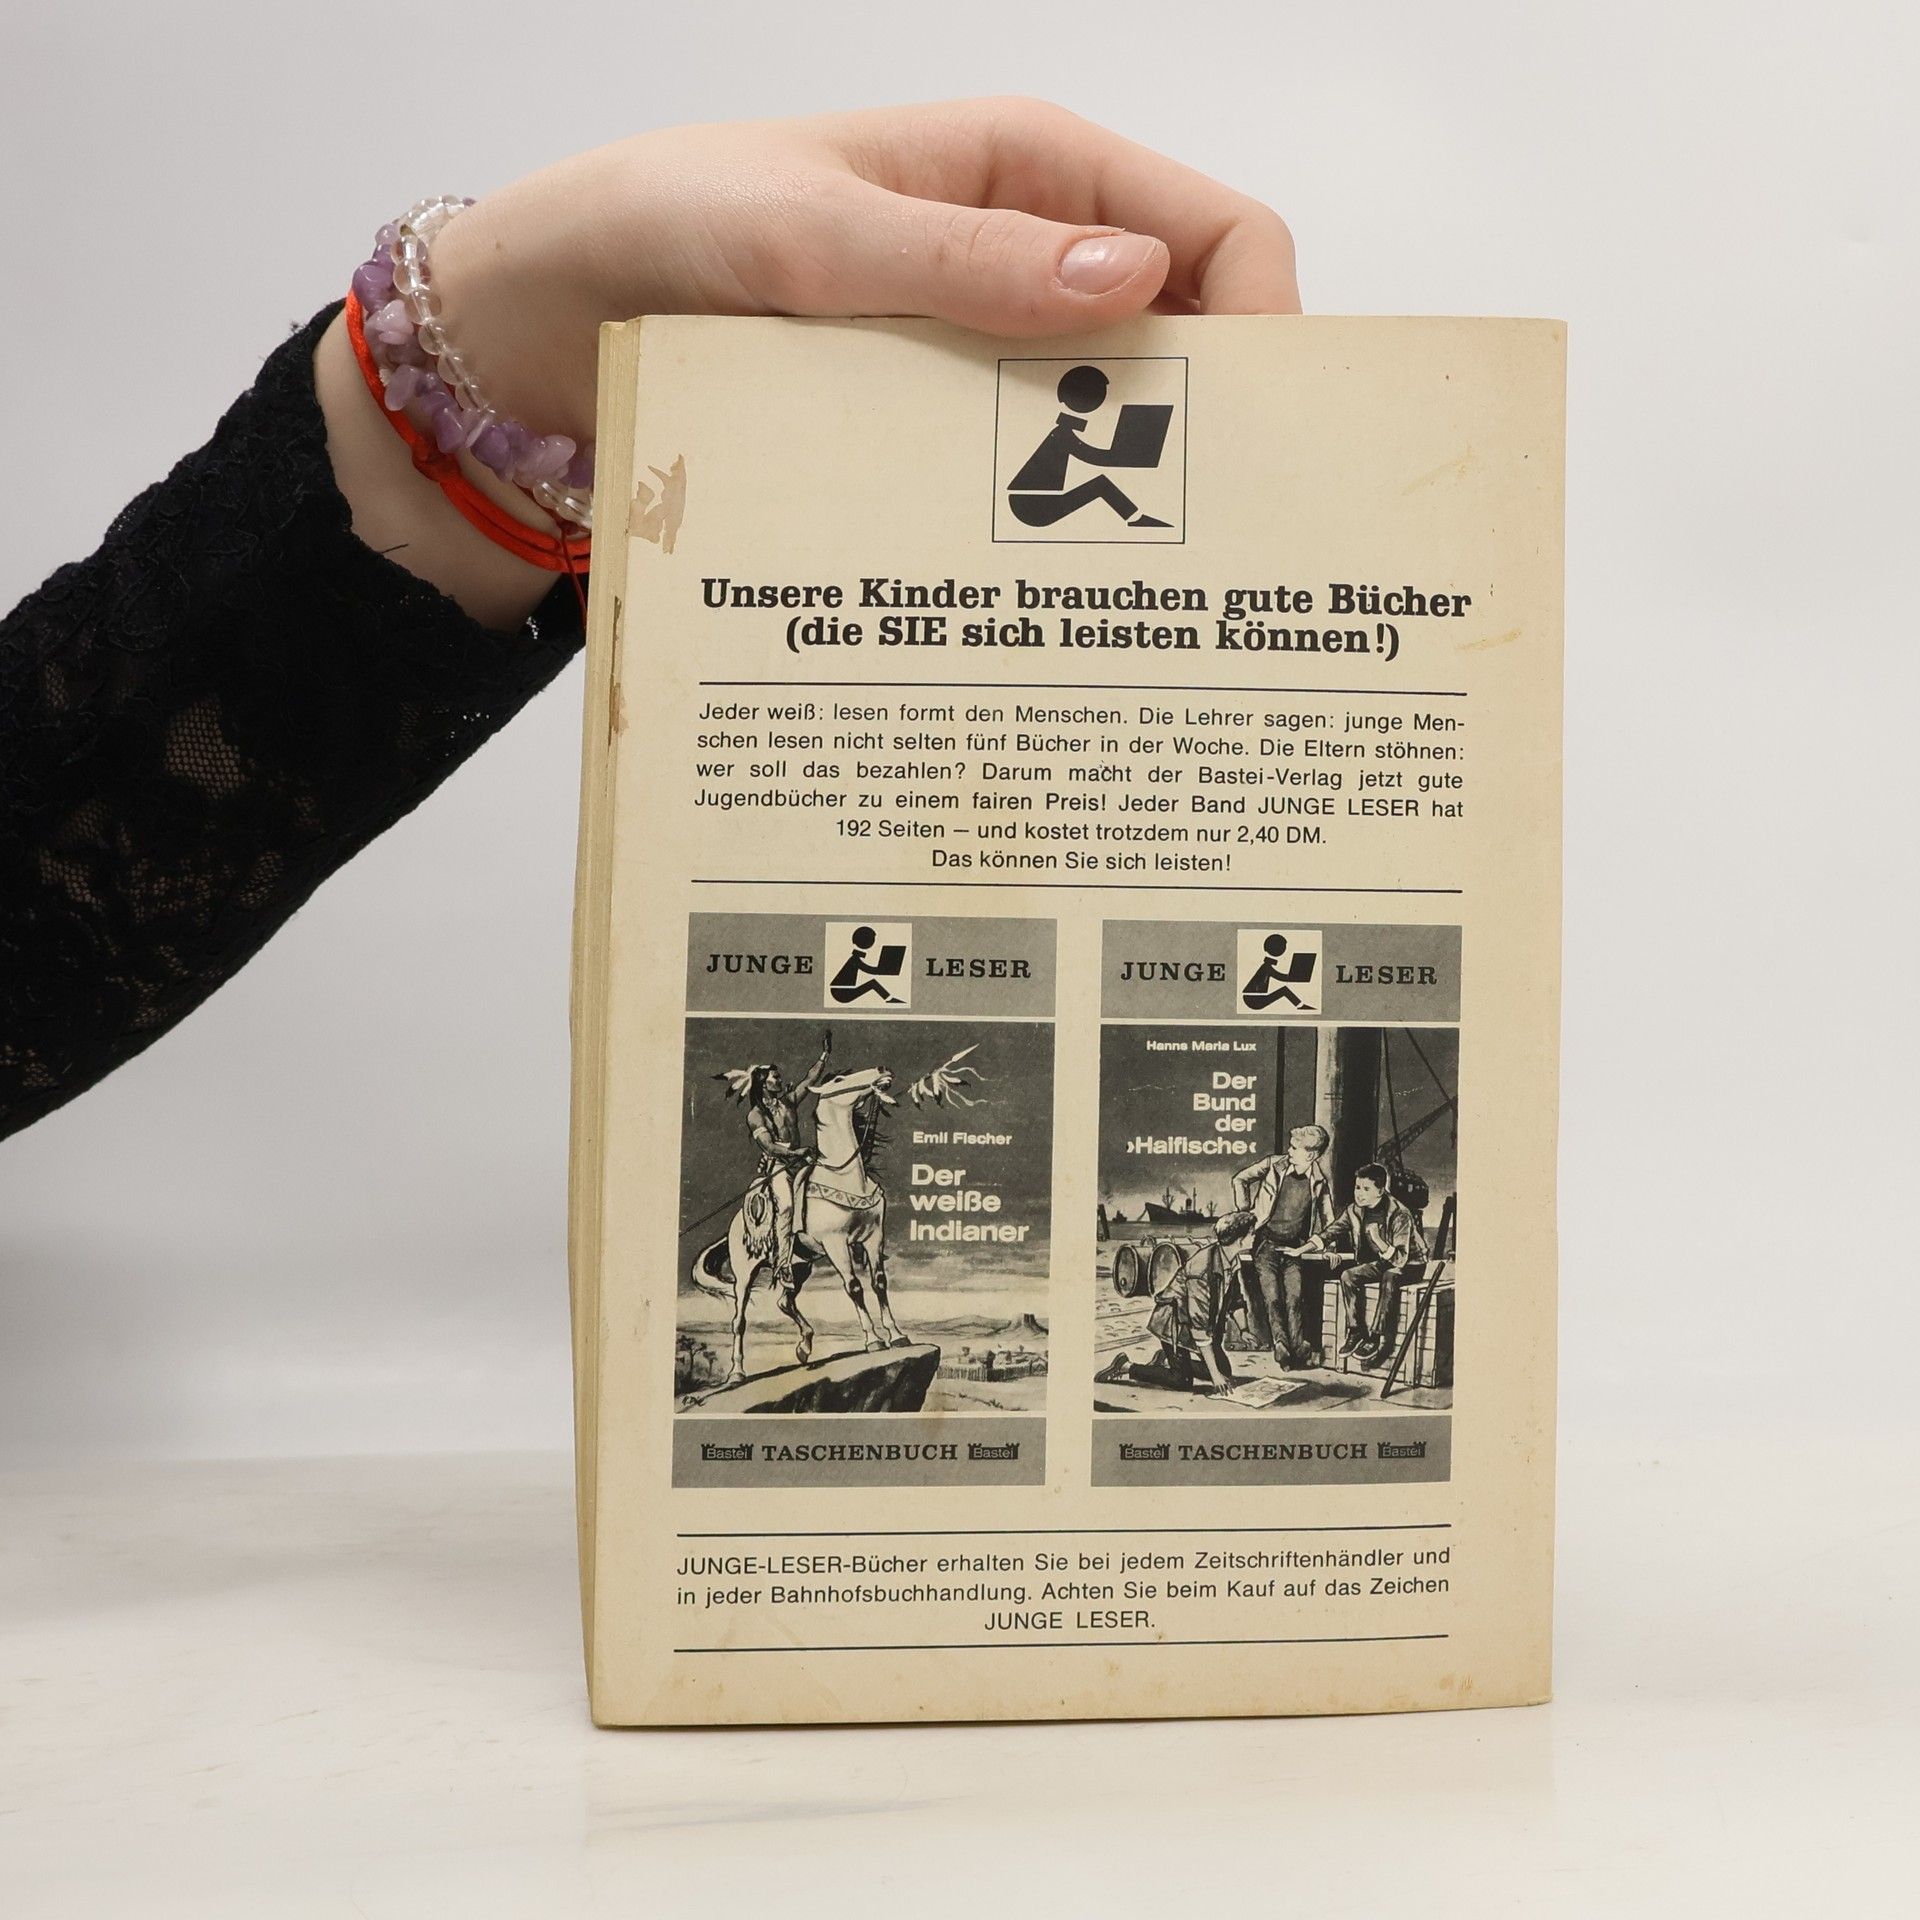 Unsere Kinder brauchen gute Bücher
(die SIE sich leisten können!)
Jeder weiß: lesen formt den Menschen. Die Lehrer sagen: junge Men-
schen lesen nicht selten fünf Bücher in der Woche. Die Eltern stöhnen:
wer soll das bezahlen? Darum macht der Bastei-Verlag jetzt gute
Jugendbücher zu einem fairen Preis! Jeder Band JUNGE LESER hat
192 Seiten — und kostet trotzdem nur 2,40 DM.
Das können Sie sich leisten!
JUNGE LESER
Emil Fischer
Der
weiße
Indianer
Bastei TASCHENBUCH Bastei
JUNGE LESER
Hanns Maria Lux
Der
Bund
der
›Haifische‹
Bastei TASCHENBUCH Bastei
JUNGE-LESER-Bücher erhalten Sie bei jedem Zeitschriftenhändler und
in jeder Bahnhofsbuchhandlung. Achten Sie beim Kauf auf das Zeichen
JUNGE LESER.